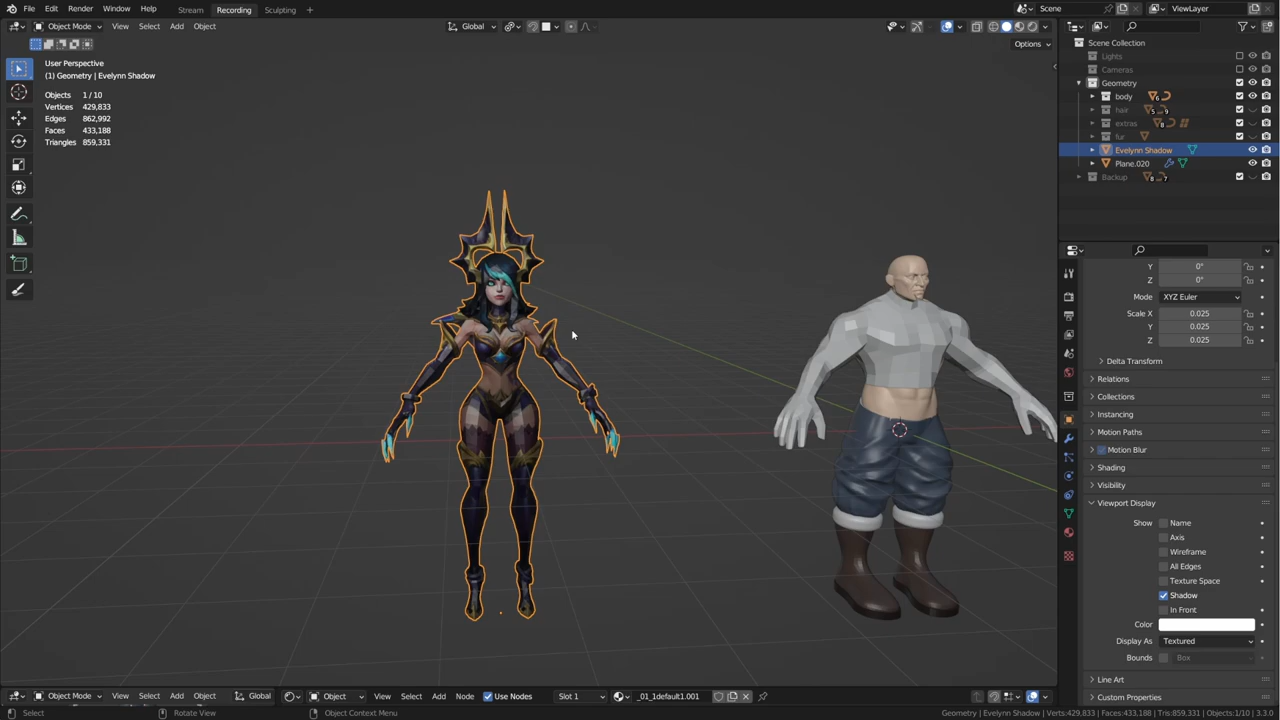 File Edit Render Window Help Stream Recording Sculpting + Scene ViewLayer
Object Mode View Select Add Object Global
Options
User Perspective
(1) Geometry | Evelynn Shadow
Objects 1 / 10
Vertices 429,833
Edges 862,992
Faces 433,188
Triangles 859,331
Scene Collection
Lights
Cameras
Geometry
body
hair
extras
fur
Evelynn Shadow
Plane.020
Backup
Y 0°
Z 0°
Mode XYZ Euler
Scale X 0.025
Y 0.025
Z 0.025
Delta Transform
Relations
Collections
Instancing
Motion Paths
Motion Blur
Shading
Visibility
Viewport Display
Show Name
Axis
Wireframe
All Edges
Texture Space
Shadow
In Front
Color
Display As Textured
Bounds Box
Line Art
Custom Properties
Object Mode View Select Add Object Object View Select Add Node Use Nodes Slot 1 _01_1default1.001
Select Rotate View Object Context Menu Geometry | Evelynn Shadow | Verts:429,833 | Faces:433,188 | Tris:859,331 | Objects:1/10 | 3.3.0